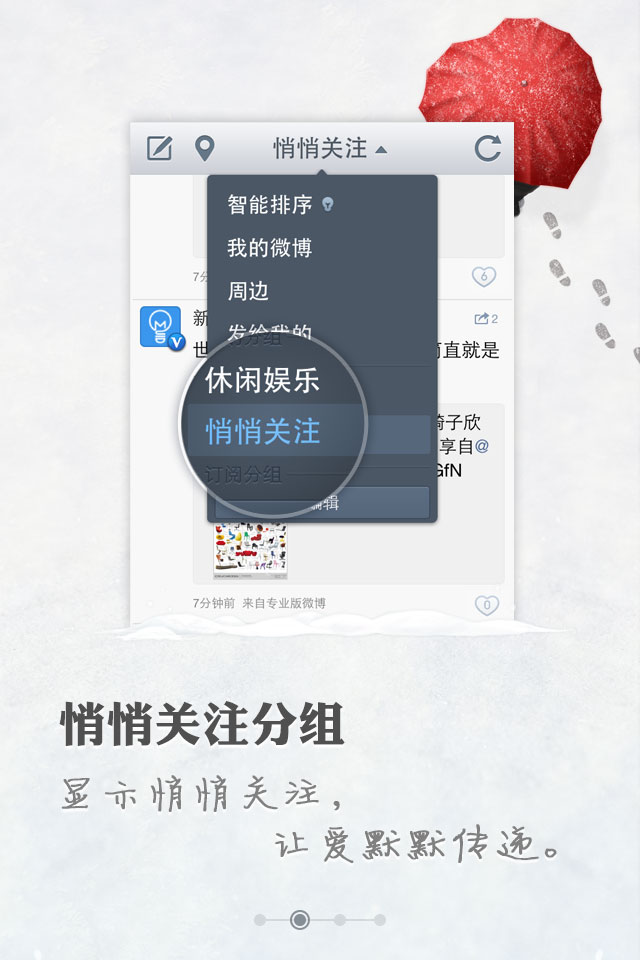 悄悄关注
智能排序
我的微博
7分
6
周边
新
2
发给我的
分组
世
简直就是
休闲娱乐
悄悄关注
琦子欣
享自@
GfN
订阅分组
编辑
7分钟前 来自专业版微博
0
悄悄关注分组
显示悄悄关注，
让爱默默传递。